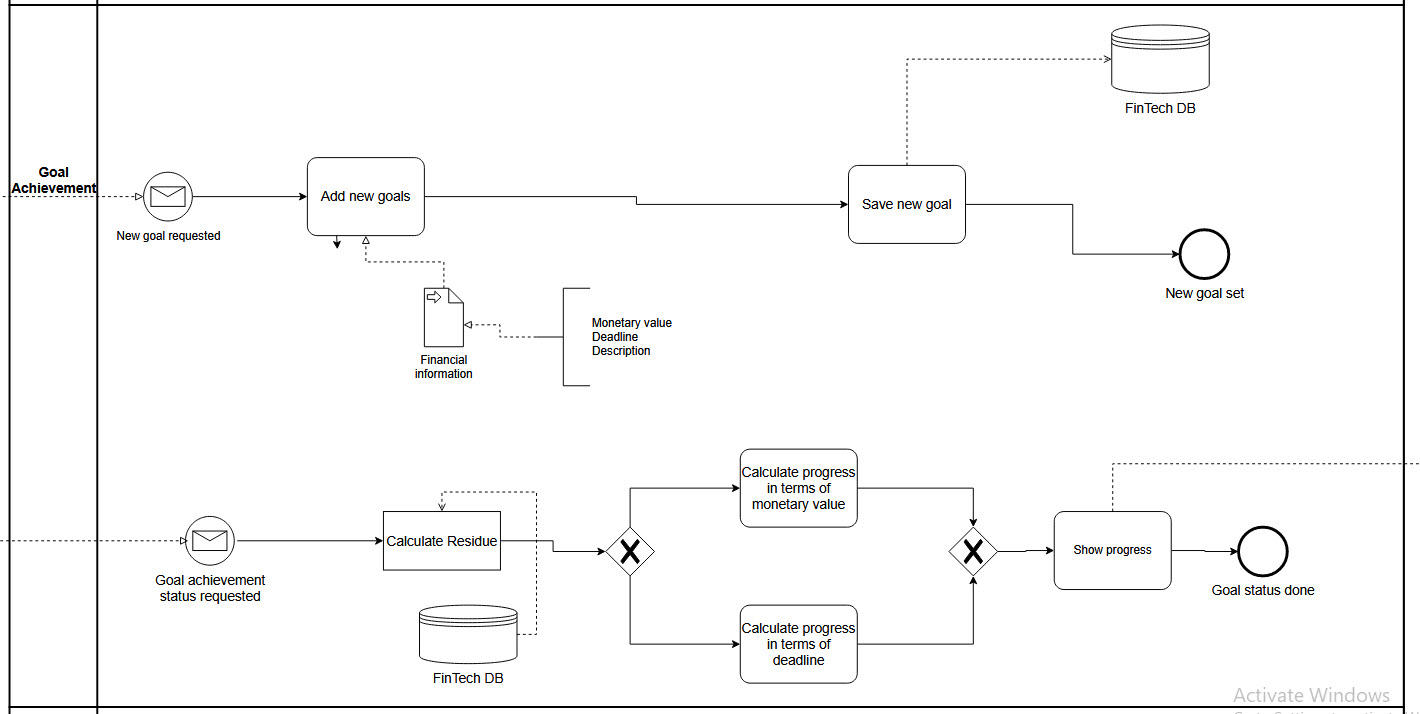 FinTech DB
Goal
Achievement
Add new goals
Save new goal
New goal requested
New goal set
Monetary value
Deadline
Description
Financial
information
Calculate progress
in terms of
monetary value
Calculate Residue
Show progress
Goal achievement
status requested
Goal status done
Calculate progress
in terms of
deadline
FinTech DB
Activate Windows